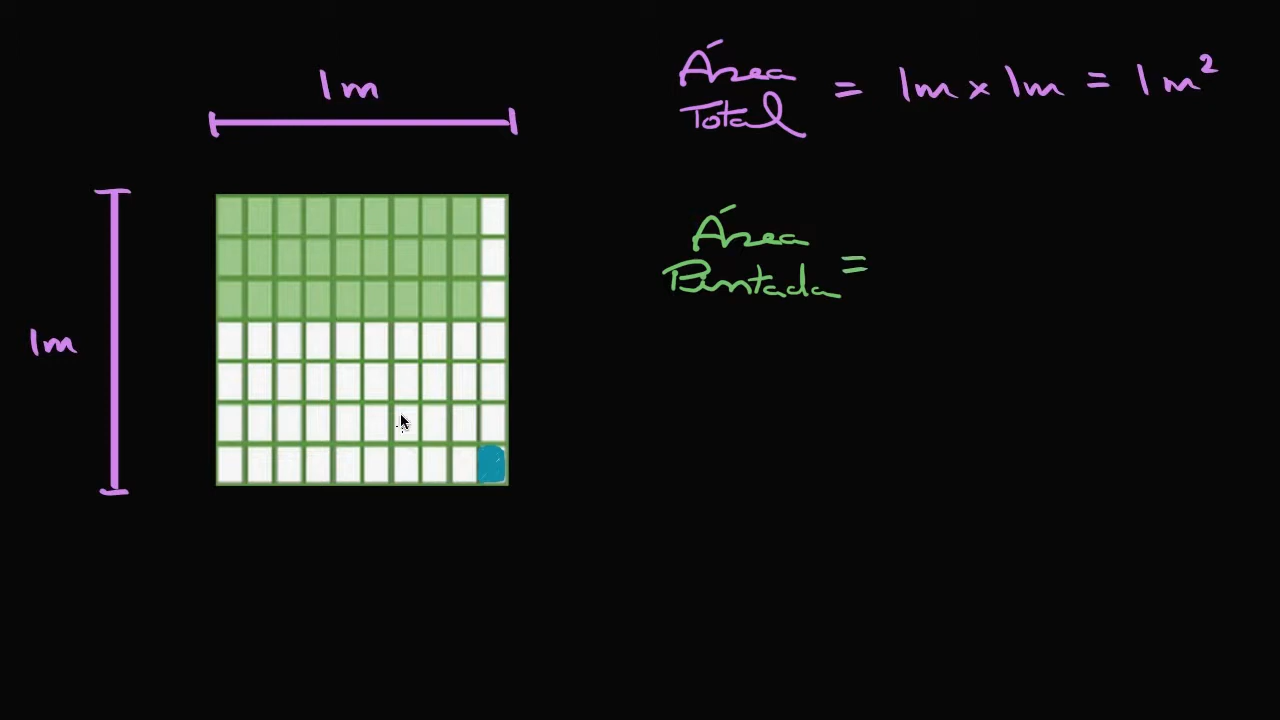 1m
Área
Total = 1m x 1m = 1m²
1m
Área
Pintada =